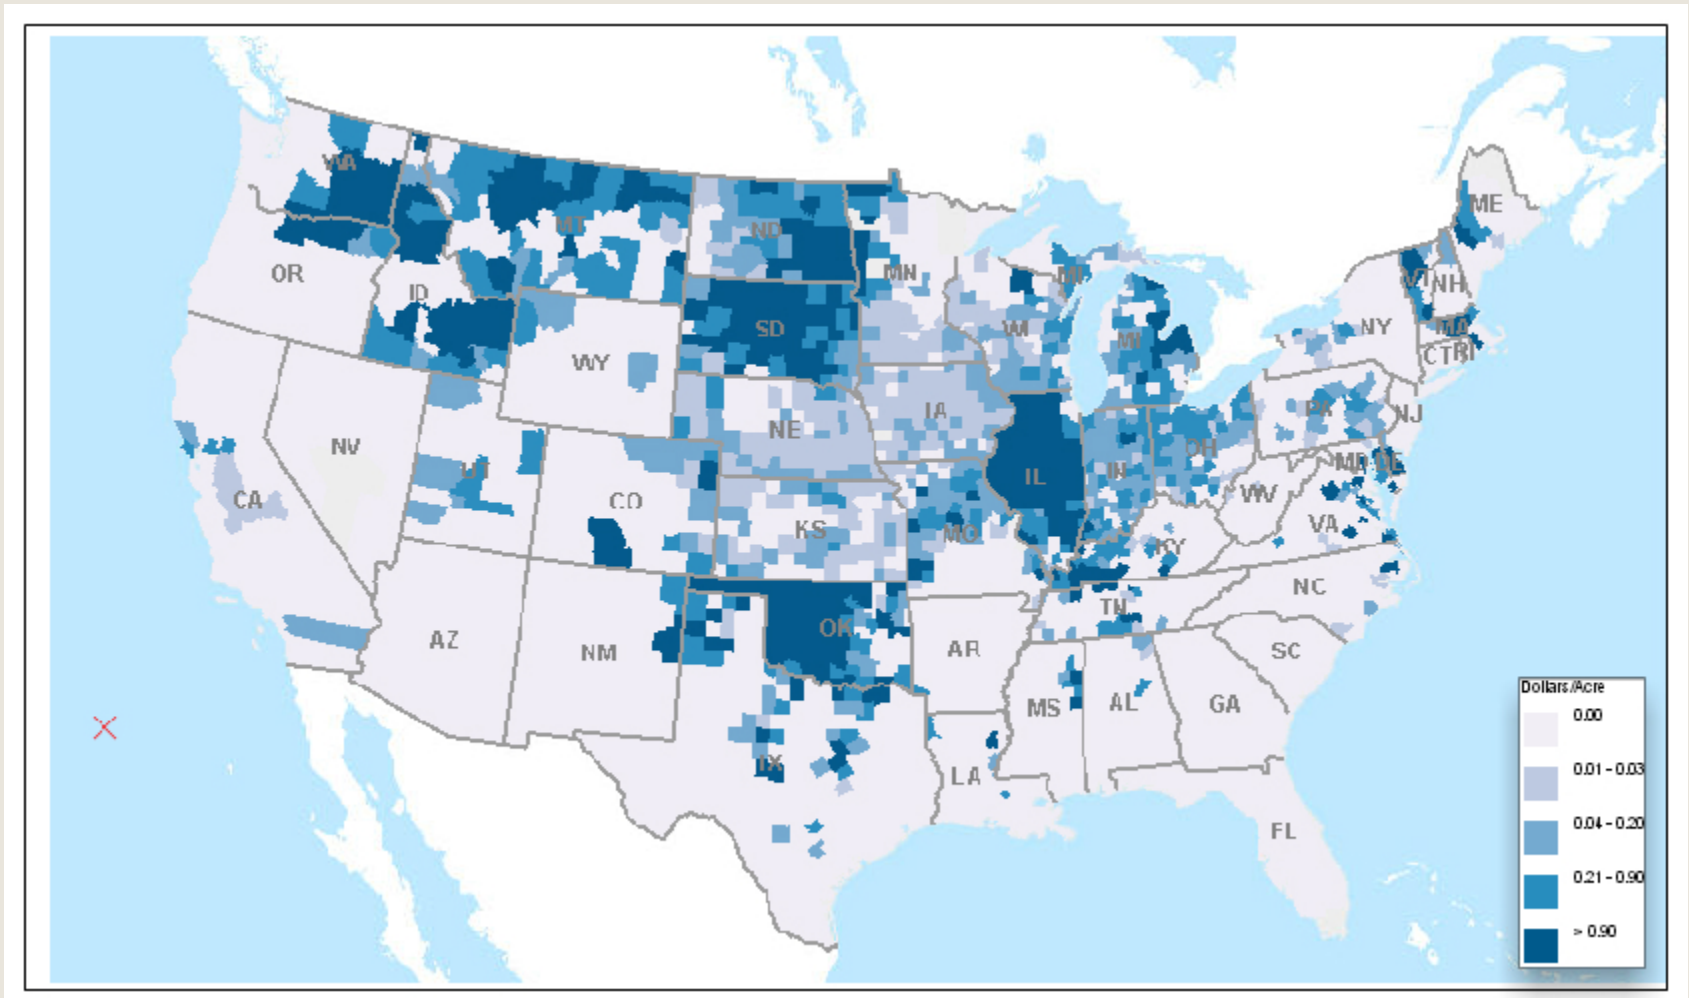 WA
ME
MT
ND
OR
MN
MI
VT
NH
ID
SD
WI
NY
MA
WY
MI
CT
RI
IA
PA
NJ
NE
NV
OH
UT
IL
IN
MD
DE
CA
CO
WV
KS
MO
VA
KY
NC
TN
OK
AZ
NM
AR
SC
MS
AL
GA
TX
LA
FL
Dollars/Acre
0.00
0.01 - 0.03
0.04 - 0.20
0.21 - 0.90
> 0.90